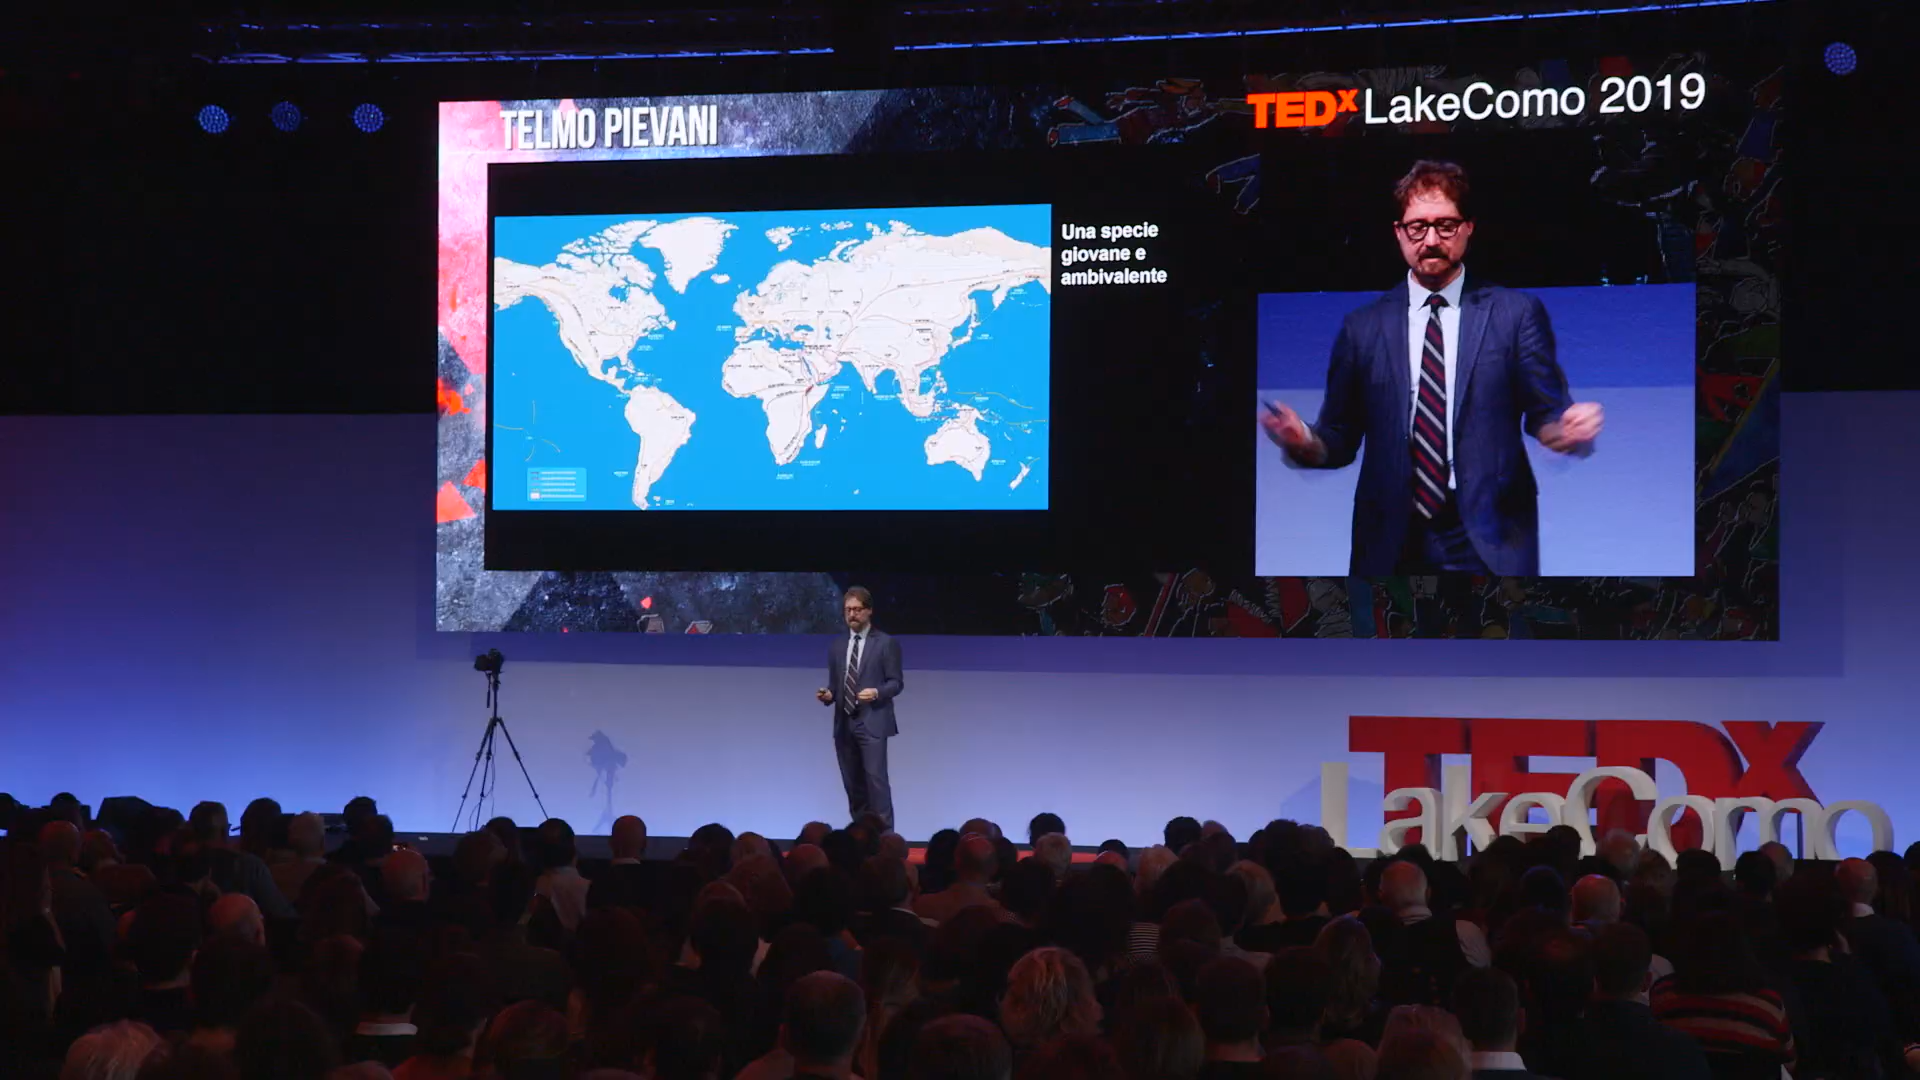 TELMO PIEVANI
TEDx LakeComo 2019
Una specie
giovane e
ambivalente
TEDx
LakeComo